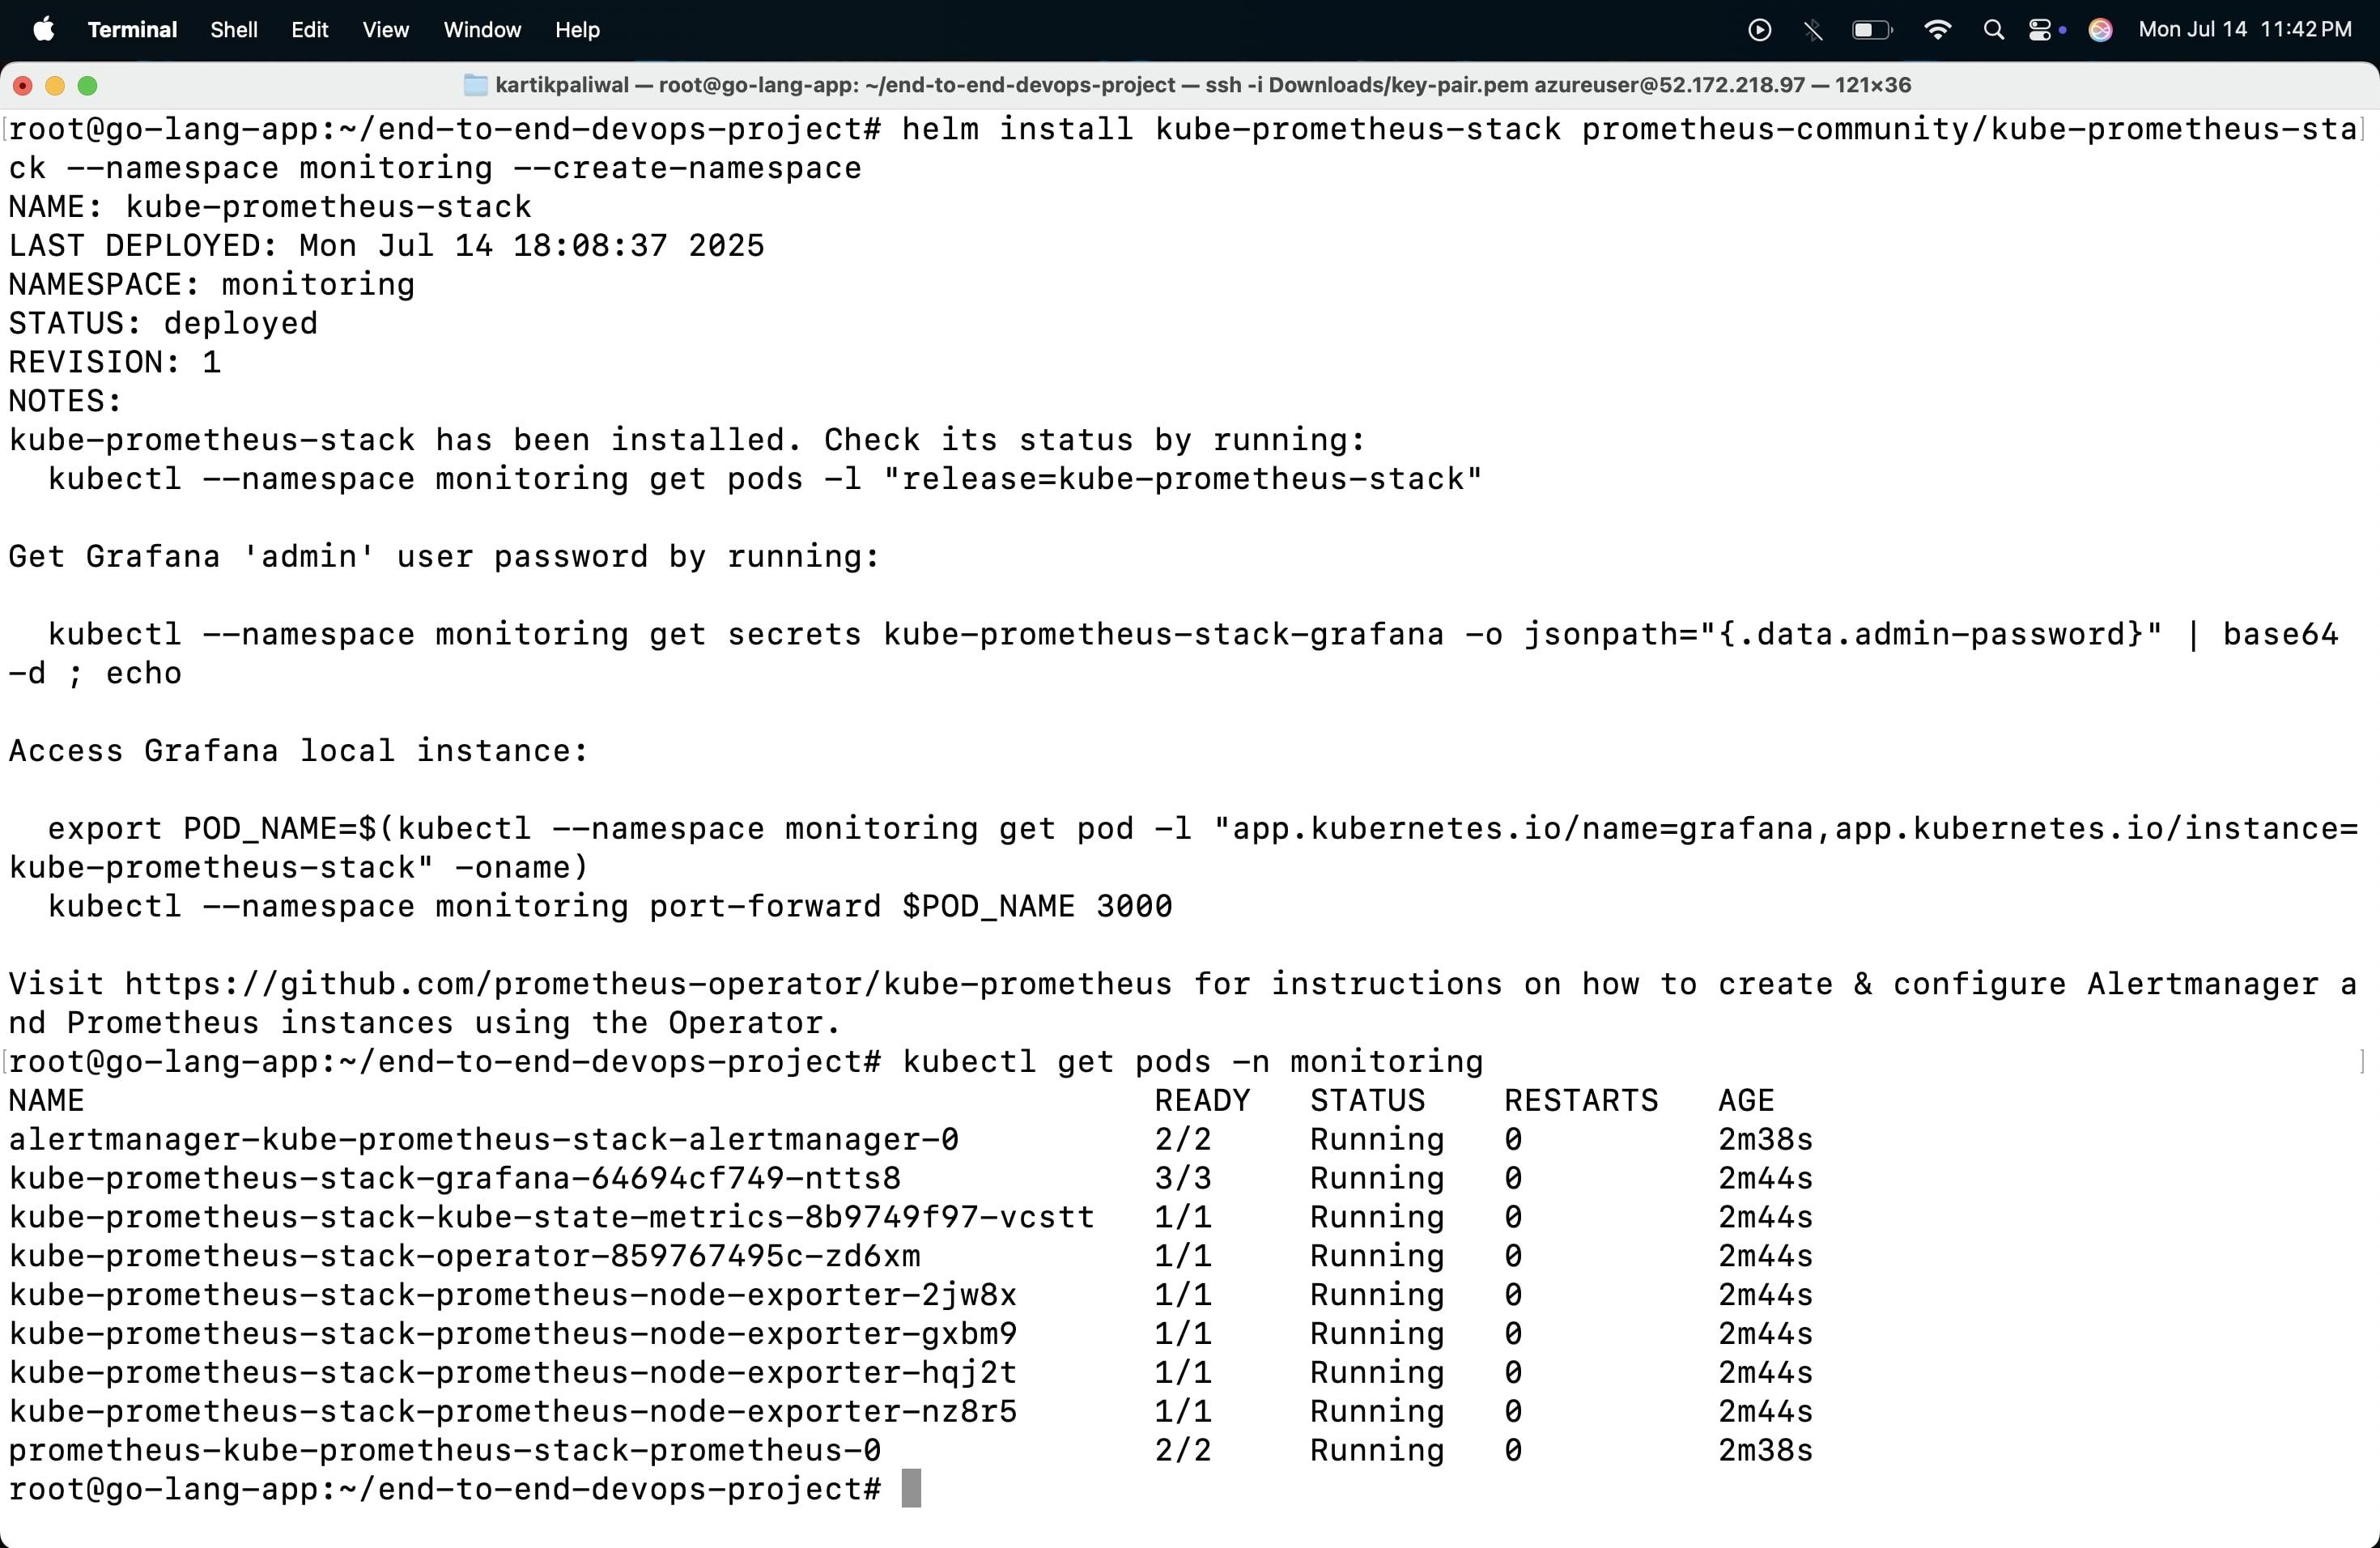 Terminal Shell Edit View Window Help Mon Jul 14 11:42 PM
kartikpaliwal — root@go-lang-app: ~/end-to-end-devops-project — ssh -i Downloads/key-pair.pem azureuser@52.172.218.97 — 121×36
[root@go-lang-app:~/end-to-end-devops-project# helm install kube-prometheus-stack prometheus-community/kube-prometheus-sta]
ck --namespace monitoring --create-namespace
NAME: kube-prometheus-stack
LAST DEPLOYED: Mon Jul 14 18:08:37 2025
NAMESPACE: monitoring
STATUS: deployed
REVISION: 1
NOTES:
kube-prometheus-stack has been installed. Check its status by running:
  kubectl --namespace monitoring get pods -l "release=kube-prometheus-stack"

Get Grafana 'admin' user password by running:

  kubectl --namespace monitoring get secrets kube-prometheus-stack-grafana -o jsonpath="{.data.admin-password}" | base64
-d ; echo

Access Grafana local instance:

  export POD_NAME=$(kubectl --namespace monitoring get pod -l "app.kubernetes.io/name=grafana,app.kubernetes.io/instance=
kube-prometheus-stack" -oname)
  kubectl --namespace monitoring port-forward $POD_NAME 3000

Visit https://github.com/prometheus-operator/kube-prometheus for instructions on how to create & configure Alertmanager a
nd Prometheus instances using the Operator.
[root@go-lang-app:~/end-to-end-devops-project# kubectl get pods -n monitoring ]
NAME READY STATUS RESTARTS AGE
alertmanager-kube-prometheus-stack-alertmanager-0 2/2 Running 0 2m38s
kube-prometheus-stack-grafana-64694cf749-ntts8 3/3 Running 0 2m44s
kube-prometheus-stack-kube-state-metrics-8b9749f97-vcstt 1/1 Running 0 2m44s
kube-prometheus-stack-operator-859767495c-zd6xm 1/1 Running 0 2m44s
kube-prometheus-stack-prometheus-node-exporter-2jw8x 1/1 Running 0 2m44s
kube-prometheus-stack-prometheus-node-exporter-gxbm9 1/1 Running 0 2m44s
kube-prometheus-stack-prometheus-node-exporter-hqj2t 1/1 Running 0 2m44s
kube-prometheus-stack-prometheus-node-exporter-nz8r5 1/1 Running 0 2m44s
prometheus-kube-prometheus-stack-prometheus-0 2/2 Running 0 2m38s
root@go-lang-app:~/end-to-end-devops-project#